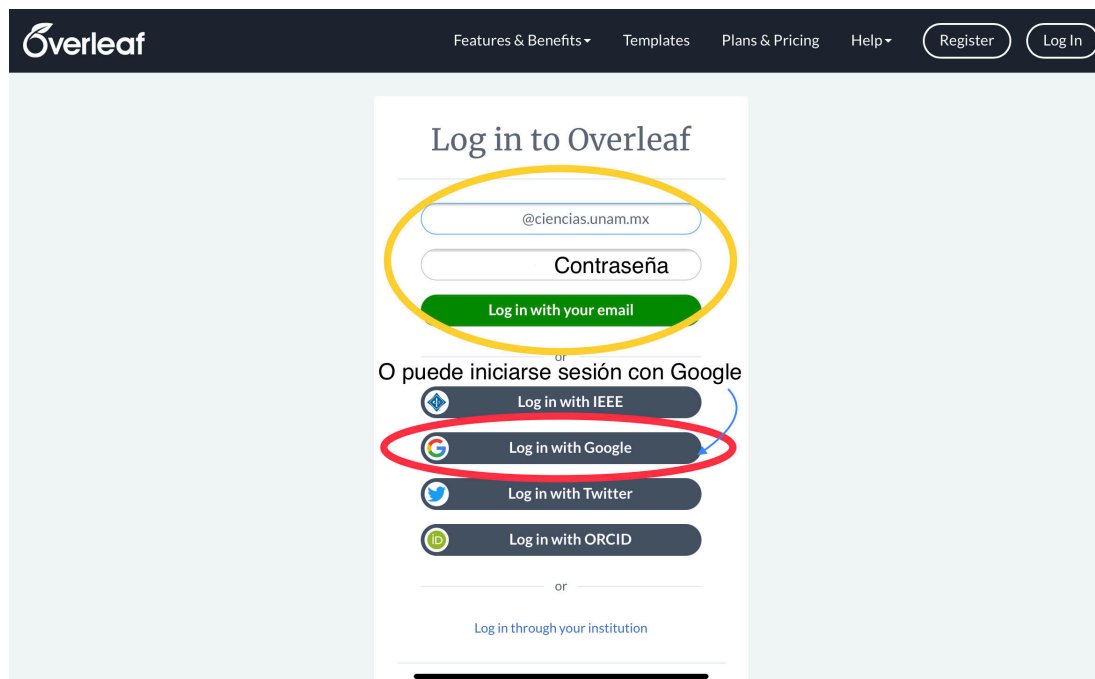 Overleaf
Features & Benefits Templates Plans & Pricing Help Register Log In
Log in to Overleaf
@ciencias.unam.mx
Contraseña
Log in with your email
or
O puede iniciarse sesión con Google
Log in with IEEE
Log in with Google
Log in with Twitter
iD Log in with ORCID
or
Log in through your institution